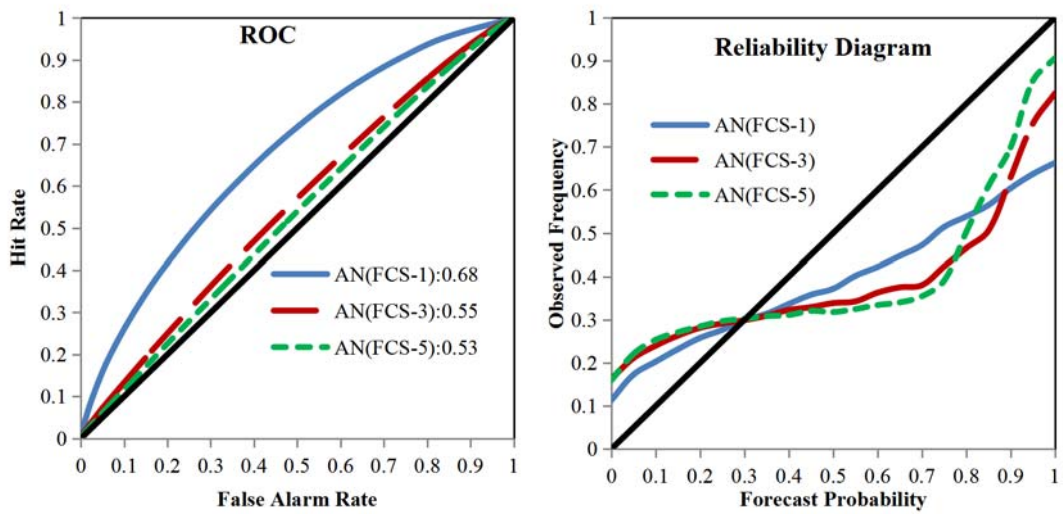 ROC
Hit Rate
1
0.9
0.8
0.7
0.6
0.5
0.4
0.3
0.2
0.1
0
AN(FCS-1):0.68
AN(FCS-3):0.55
AN(FCS-5):0.53
0 0.1 0.2 0.3 0.4 0.5 0.6 0.7 0.8 0.9 1
False Alarm Rate
Reliability Diagram
Observed Frequency
1
0.9
0.8
0.7
0.6
0.5
0.4
0.3
0.2
0.1
0
AN(FCS-1)
AN(FCS-3)
AN(FCS-5)
0 0.1 0.2 0.3 0.4 0.5 0.6 0.7 0.8 0.9 1
Forecast Probability